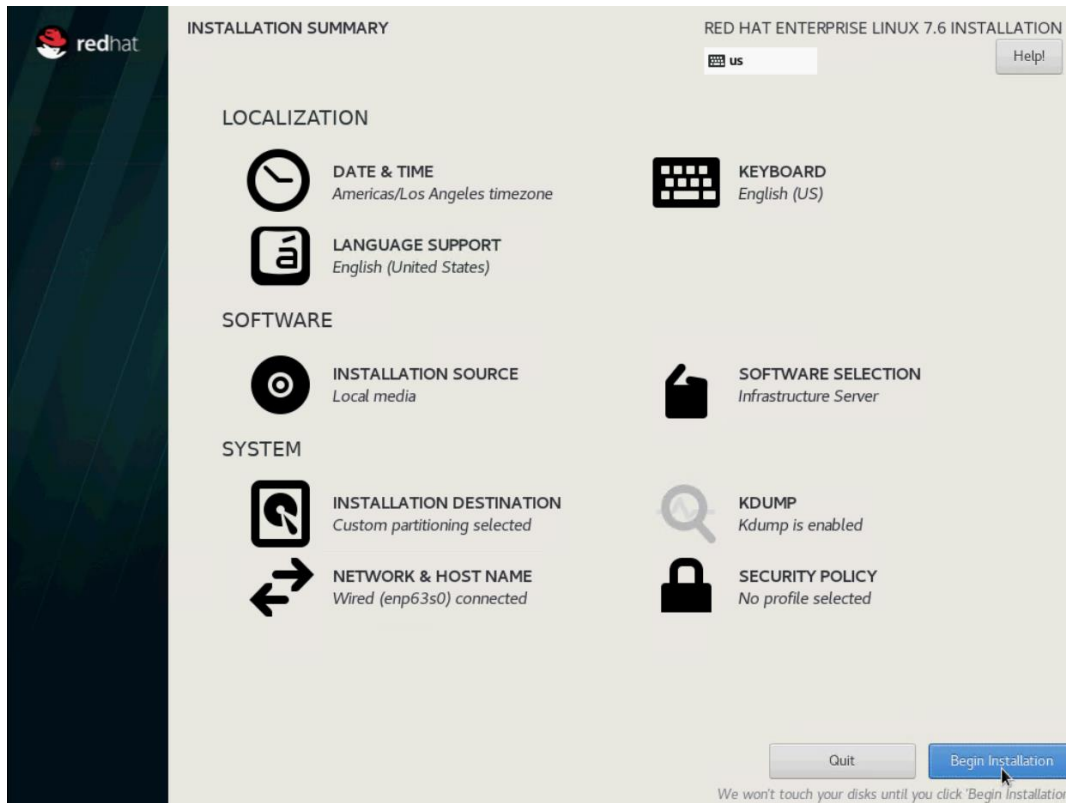 redhat
INSTALLATION SUMMARY
RED HAT ENTERPRISE LINUX 7.6 INSTALLATION
us
Help!
LOCALIZATION
DATE & TIME
Americas/Los Angeles timezone
KEYBOARD
English (US)
á
LANGUAGE SUPPORT
English (United States)
SOFTWARE
INSTALLATION SOURCE
Local media
SOFTWARE SELECTION
Infrastructure Server
SYSTEM
INSTALLATION DESTINATION
Custom partitioning selected
KDUMP
Kdump is enabled
NETWORK & HOST NAME
Wired (enp63s0) connected
SECURITY POLICY
No profile selected
Quit
Begin Installation
We won't touch your disks until you click 'Begin Installation